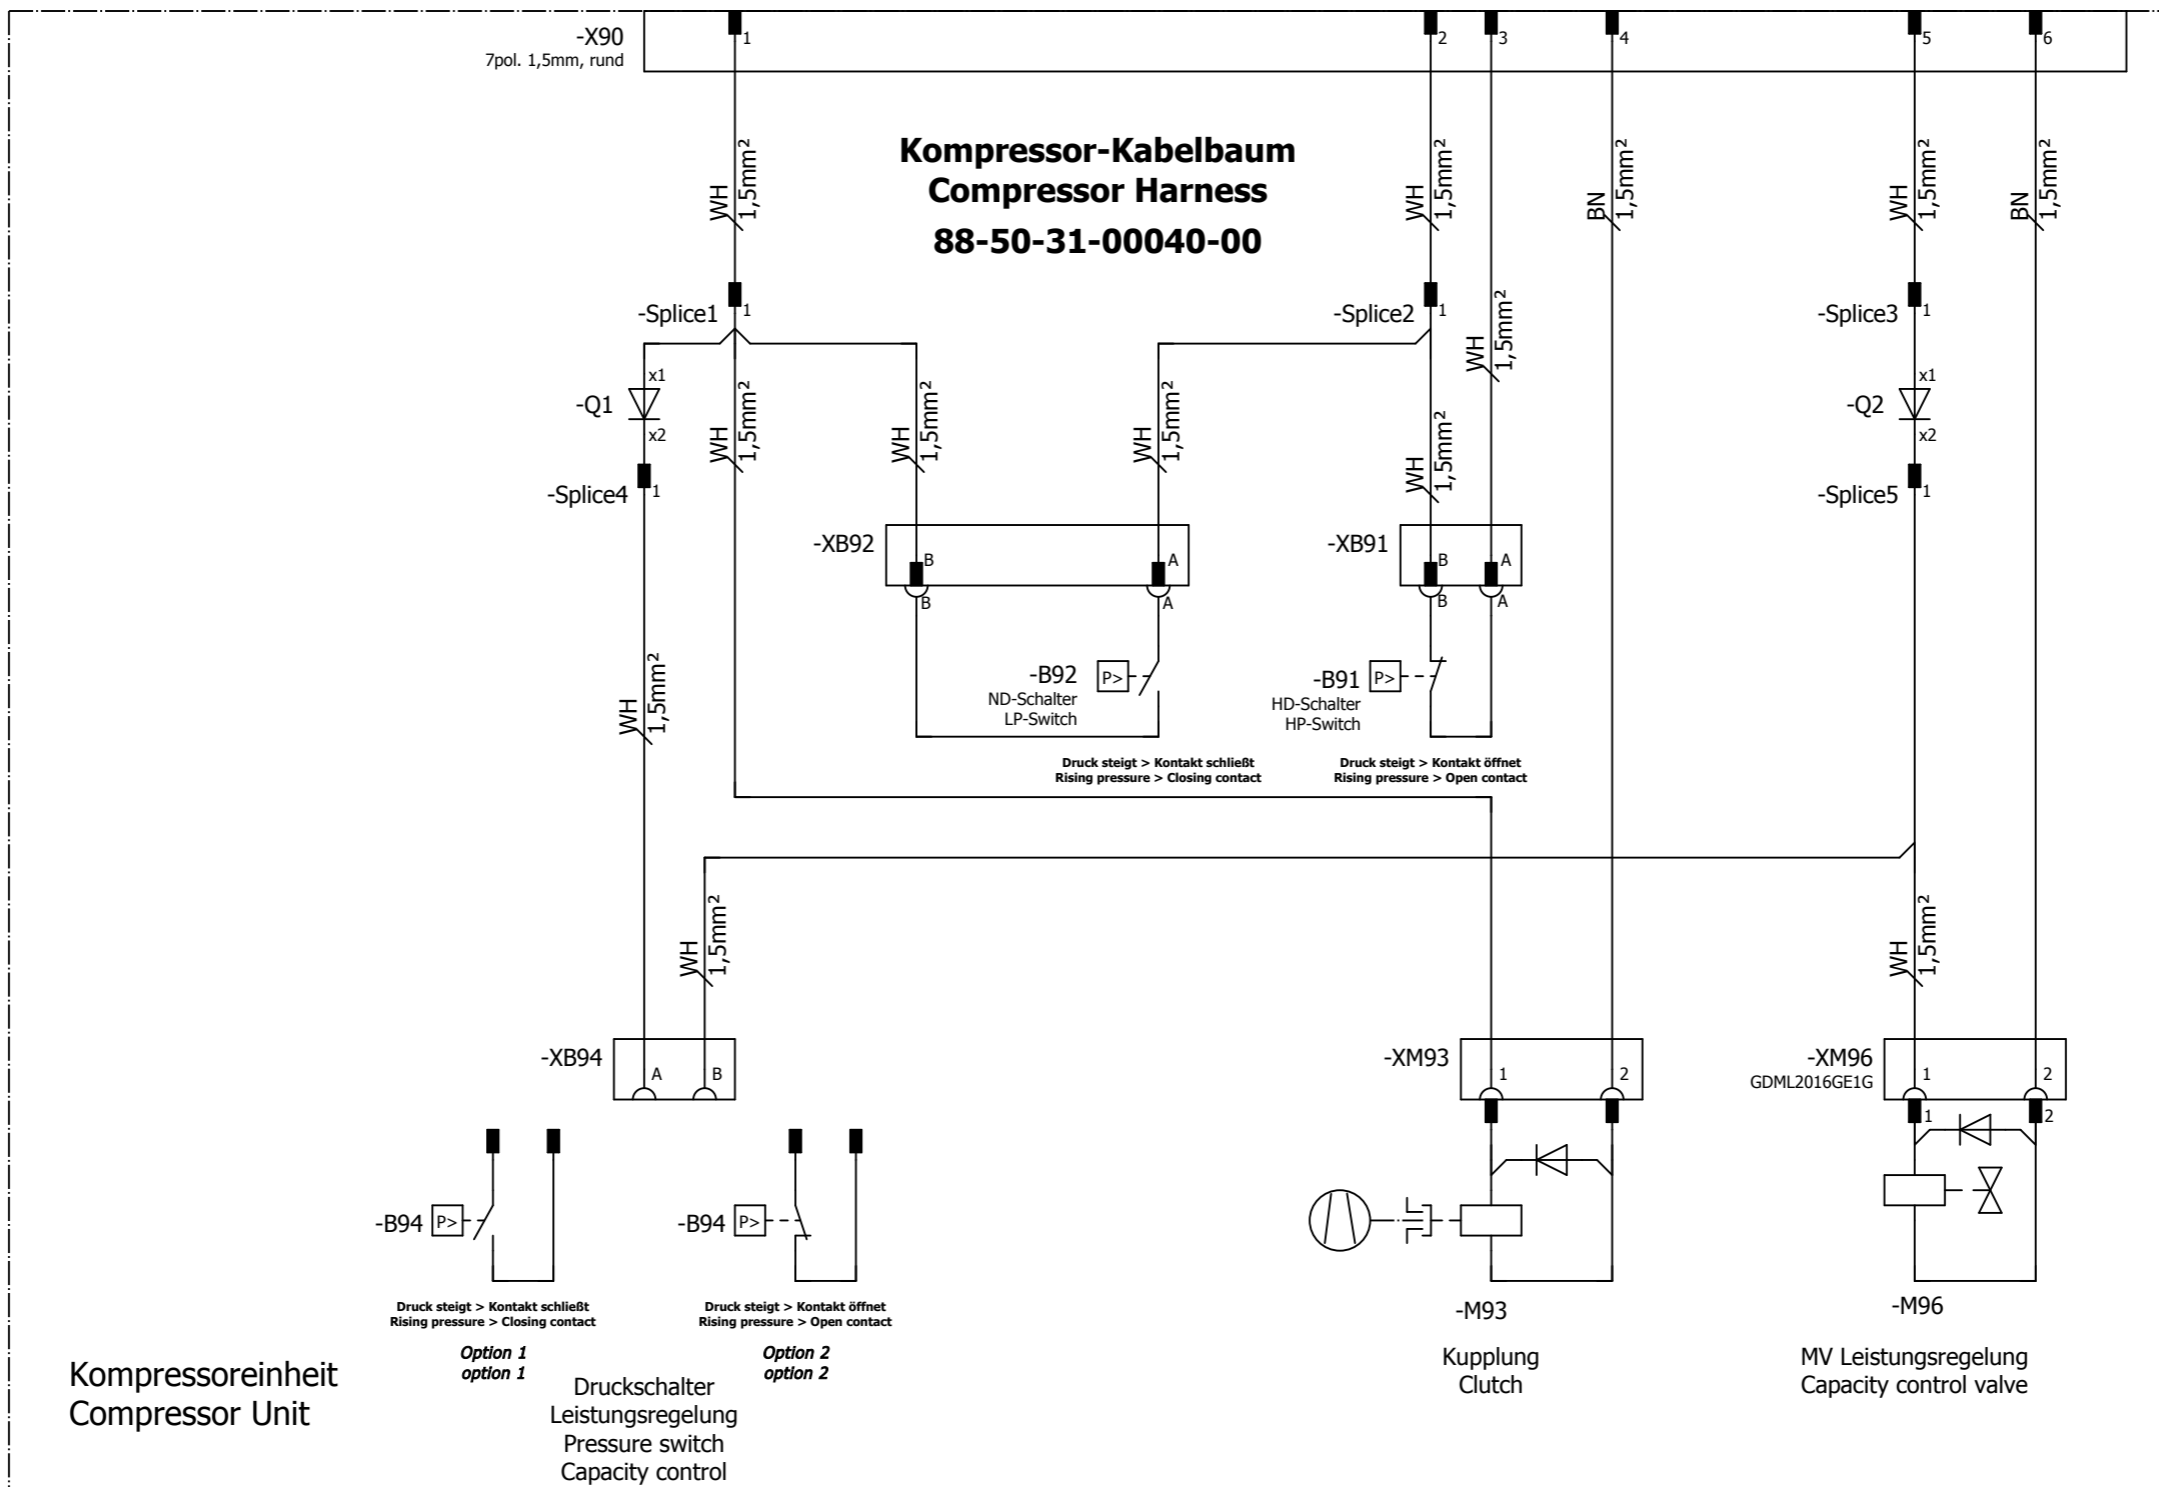 -X90
7pol. 1,5mm, rund
1
2
3
4
5
6
Kompressor-Kabelbaum
Compressor Harness
88-50-31-00040-00
WH
1,5mm²
WH
1,5mm²
BN
1,5mm²
WH
1,5mm²
BN
1,5mm²
-Splice1
1
-Splice2
1
-Splice3
1
WH
1,5mm²
-Q1
x1
x2
WH
1,5mm²
WH
1,5mm²
WH
1,5mm²
WH
1,5mm²
-Q2
x1
x2
-Splice4
1
-Splice5
1
-XB92
B
A
B
A
-XB91
B
A
B
A
WH
1,5mm²
-B92
P>
ND-Schalter
LP-Switch
-B91
P>
HD-Schalter
HP-Switch
Druck steigt > Kontakt schließt
Rising pressure > Closing contact
Druck steigt > Kontakt öffnet
Rising pressure > Open contact
WH
1,5mm²
WH
1,5mm²
-XB94
A
B
-XM93
1
2
-XM96
GDML2016GE1G
1
2
1
2
-B94
P>
-B94
P>
Druck steigt > Kontakt schließt
Rising pressure > Closing contact
Option 1
option 1
Druck steigt > Kontakt öffnet
Rising pressure > Open contact
Option 2
option 2
-M93
Kupplung
Clutch
-M96
MV Leistungsregelung
Capacity control valve
Kompressoreinheit
Compressor Unit
Druckschalter
Leistungsregelung
Pressure switch
Capacity control